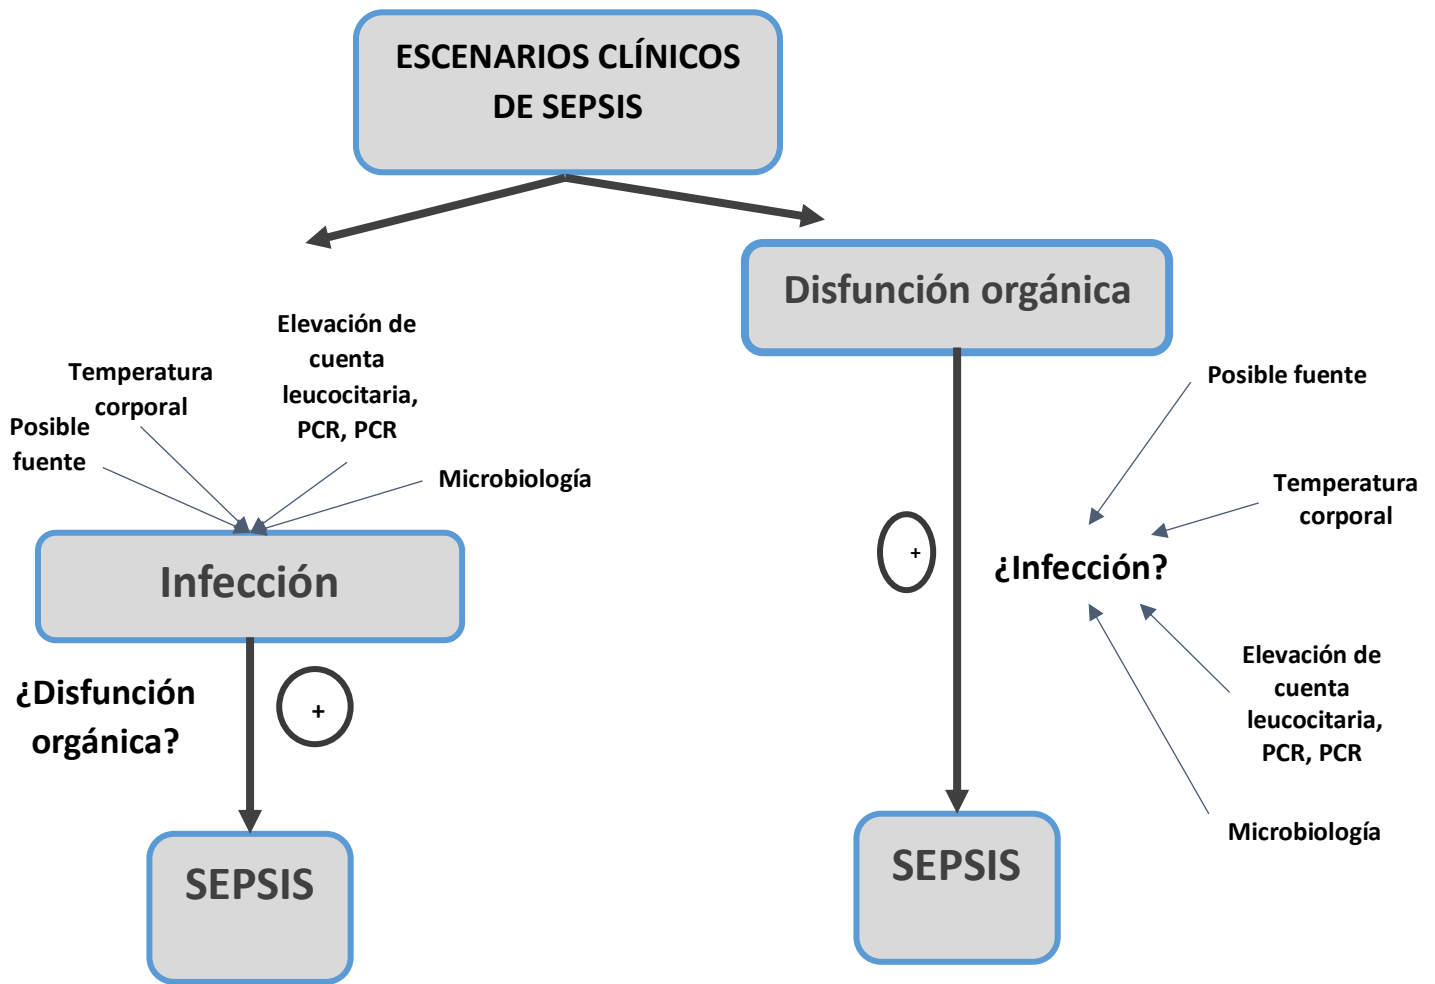 ESCENARIOS CLÍNICOS
DE SEPSIS
Disfunción orgánica
Elevación de
cuenta
leucocitaria,
PCR, PCR
Temperatura
corporal
Posible
fuente
Microbiología
Infección
¿Disfunción
orgánica?
+
SEPSIS
Posible fuente
Temperatura
corporal
+
¿Infección?
Elevación de
cuenta
leucocitaria,
PCR, PCR
Microbiología
SEPSIS